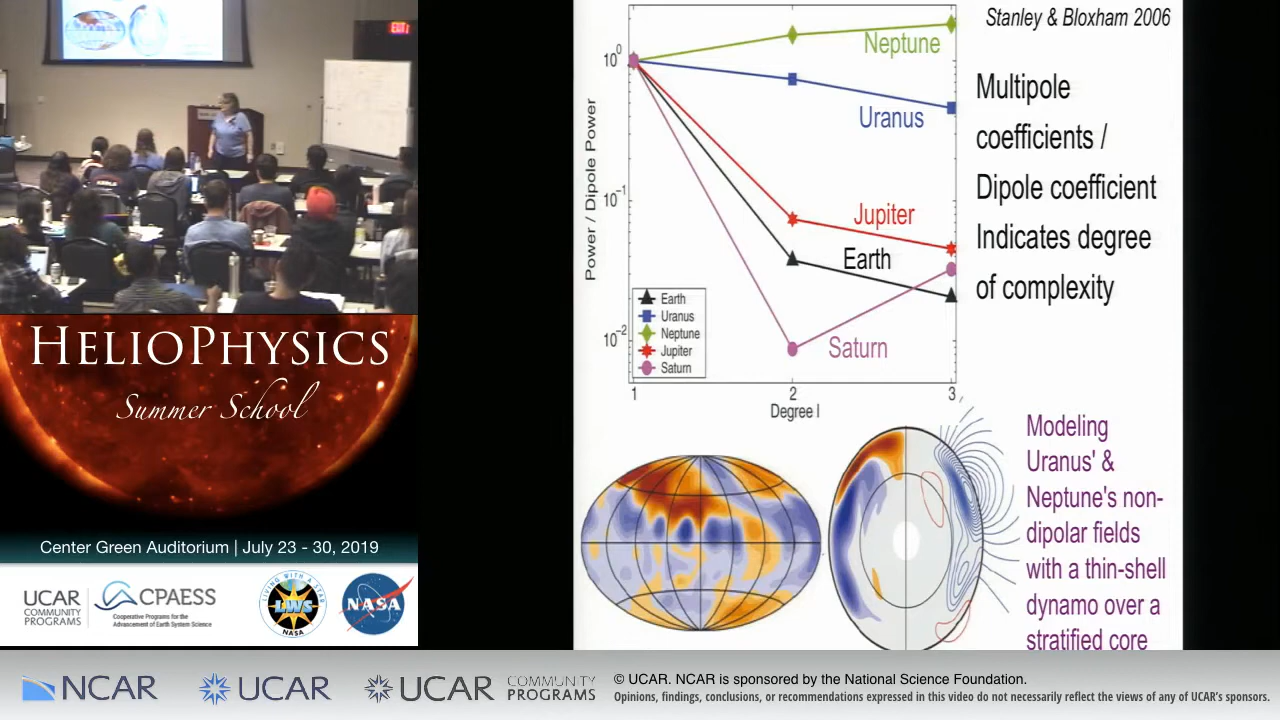 EXIT
HELIOPHYSICS
Summer School
Center Green Auditorium | July 23 - 30, 2019
UCAR
COMMUNITY
PROGRAMS
CPAESS
Cooperative Programs for the
Advancement of Earth System Science
LIVING WITH A STAR
LWS
NASA
NASA
Stanley & Bloxham 2006
Power / Dipole Power
10^0
10^-1
10^-2
Neptune
Uranus
Jupiter
Earth
Saturn
Earth
Uranus
Neptune
Jupiter
Saturn
1 2 3
Degree l
Multipole
coefficients /
Dipole coefficient
Indicates degree
of complexity
Modeling
Uranus' &
Neptune's non-
dipolar fields
with a thin-shell
dynamo over a
stratified core
NCAR
UCAR
UCAR
COMMUNITY
PROGRAMS
© UCAR. NCAR is sponsored by the National Science Foundation.
Opinions, findings, conclusions, or recommendations expressed in this video do not necessarily reflect the views of any of UCAR's sponsors.